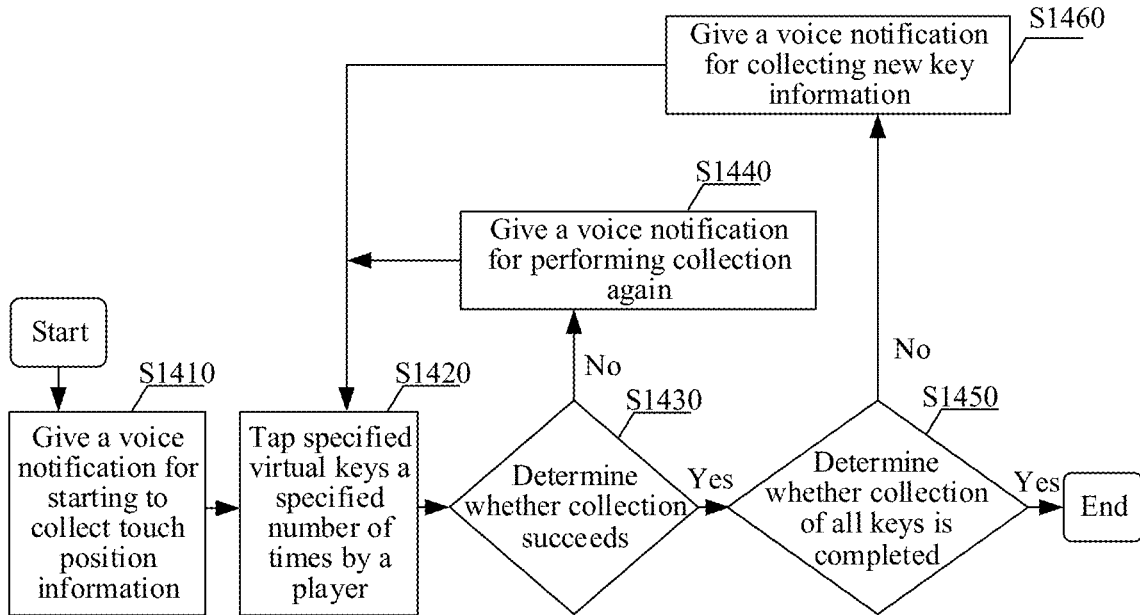 S1460
Give a voice notification
for collecting new key
information
S1440
Give a voice notification
for performing collection
again
Start
S1410
Give a voice
notification for
starting to
collect touch
position
information
S1420
Tap specified
virtual keys a
specified
number of
times by a
player
No
S1430
Determine
whether collection
succeeds
Yes
No
S1450
Determine
whether collection
of all keys is
completed
Yes
End